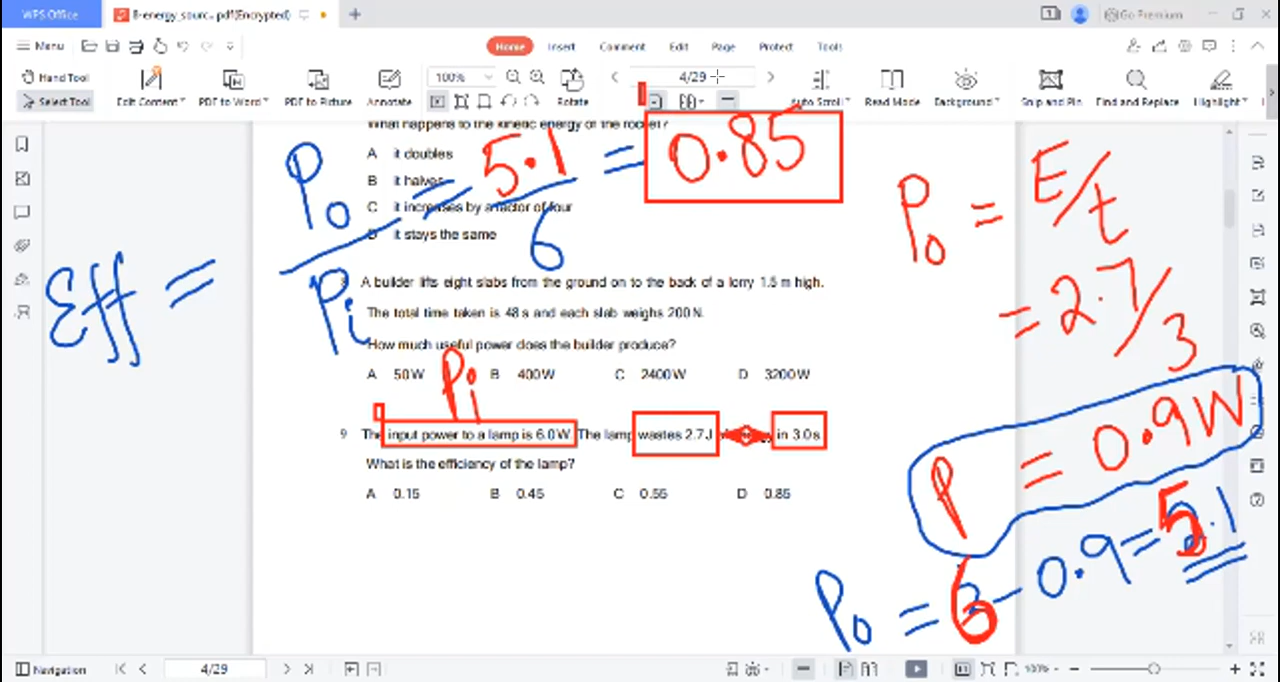 WPS Office
8-energy_sourc... pdf(Encrypted)
1
Go Premium
Menu
Home
Insert
Comment
Edit
Page
Protect
Tools
Hand Tool
Select Tool
Edit Content
PDF to Word
PDF to Picture
Annotate
100%
Rotate
4/29
Auto Scroll
Read Mode
Background
Snip and Pin
Find and Replace
Highlight
What happens to the kinetic energy of the rocket?
A it doubles
B it halves
C it increases by a factor of four
D it stays the same
Eff = Po/Pi = 5.1/6 = 0.85
Po = E/t
= 2.7/3
P = 0.9W
Po = 6 - 0.9 = 5.1
8 A builder lifts eight slabs from the ground on to the back of a lorry 1.5 m high.
The total time taken is 48 s and each slab weighs 200 N.
How much useful power does the builder produce?
A 50 W B 400 W C 2400 W D 3200 W
Pi
9 The input power to a lamp is 6.0 W. The lamp wastes 2.7 J in 3.0 s
What is the efficiency of the lamp?
A 0.15 B 0.45 C 0.55 D 0.85
Navigation
4/29
100%